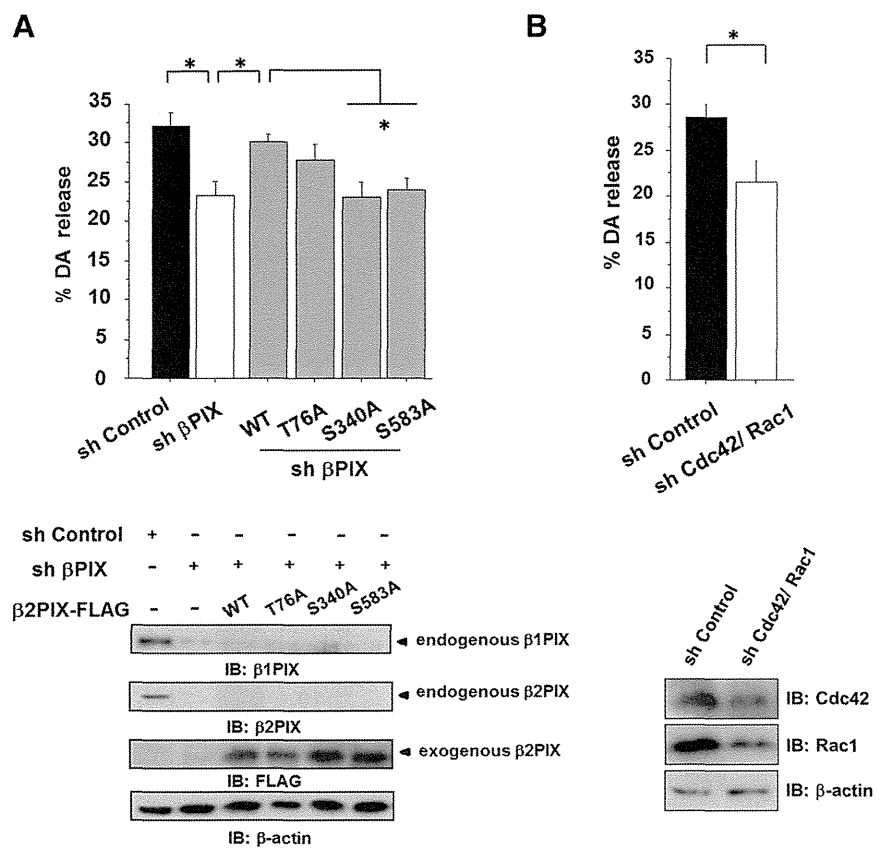 A
* *
*
35
30
25
20
15
10
5
0
% DA release
sh Control
sh βPIX
WT
T76A
S340A
S583A
sh βPIX
B
*
35
30
25
20
15
10
5
0
% DA release
sh Control
sh Cdc42/ Rac1
sh Control + - - - - -
sh βPIX - + + + + +
β2PIX-FLAG - - WT T76A S340A S583A
endogenous β1PIX
IB: β1PIX
endogenous β2PIX
IB: β2PIX
exogenous β2PIX
IB: FLAG
IB: β-actin
sh Control
sh Cdc42/ Rac1
IB: Cdc42
IB: Rac1
IB: β-actin